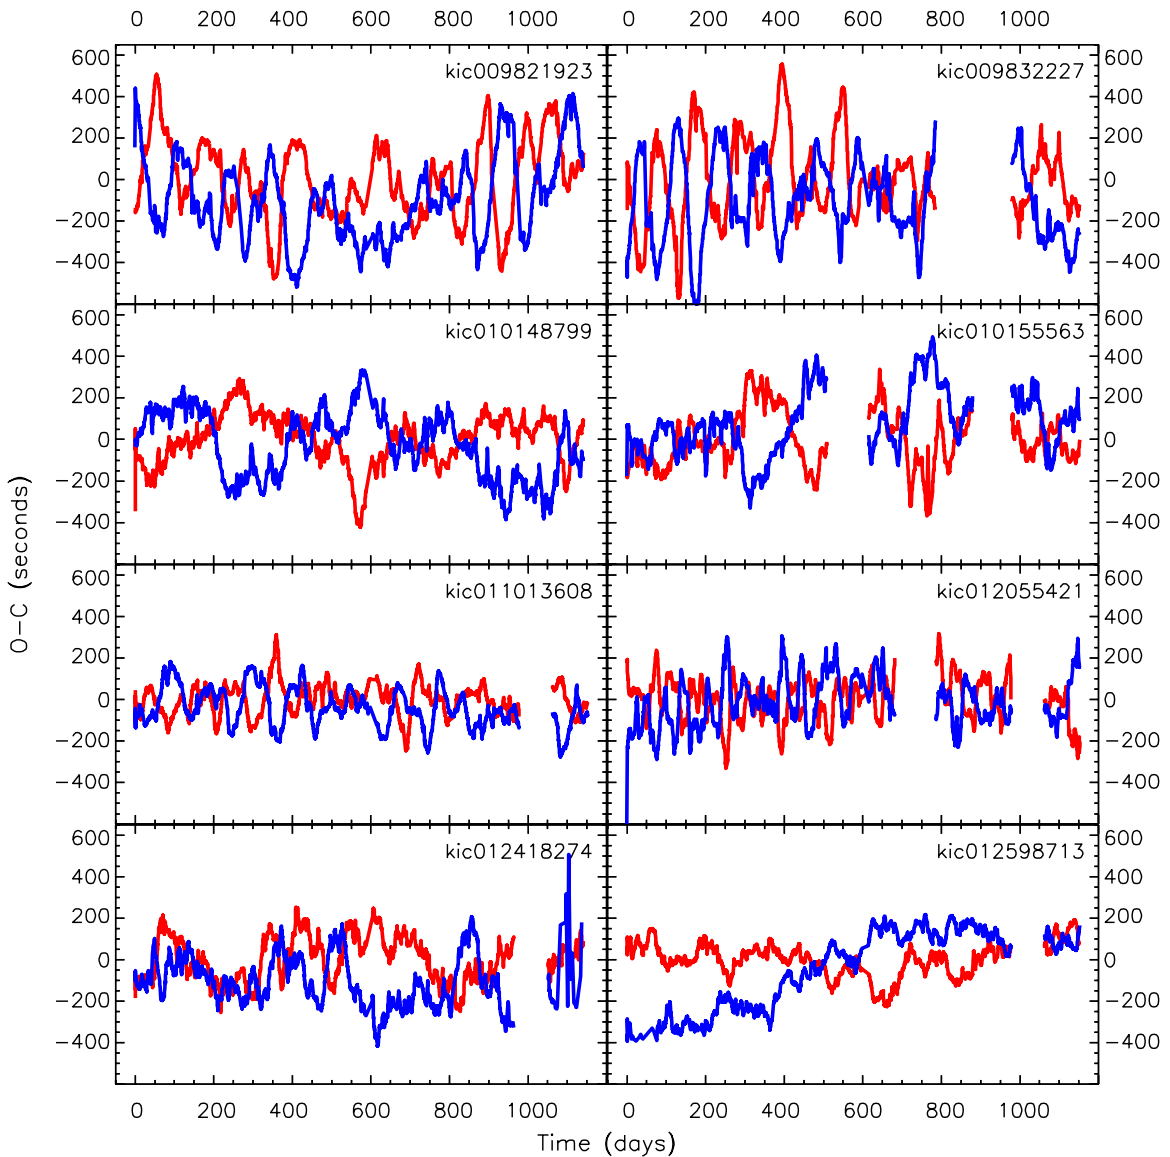 0 200 400 600 800 1000 0 200 400 600 800 1000
600 kic009821923 kic009832227 600
400 400
200 200
0 0
−200 −200
−400 −400
600 kic010148799 kic010155563 600
400 400
200 200
0 0
−200 −200
−400 −400
600 kic011013608 kic012055421 600
400 400
200 200
0 0
−200 −200
−400 −400
600 kic012418274 kic012598713 600
400 400
200 200
0 0
−200 −200
−400 −400
0 200 400 600 800 1000 0 200 400 600 800 1000
Time (days)
O−C (seconds)